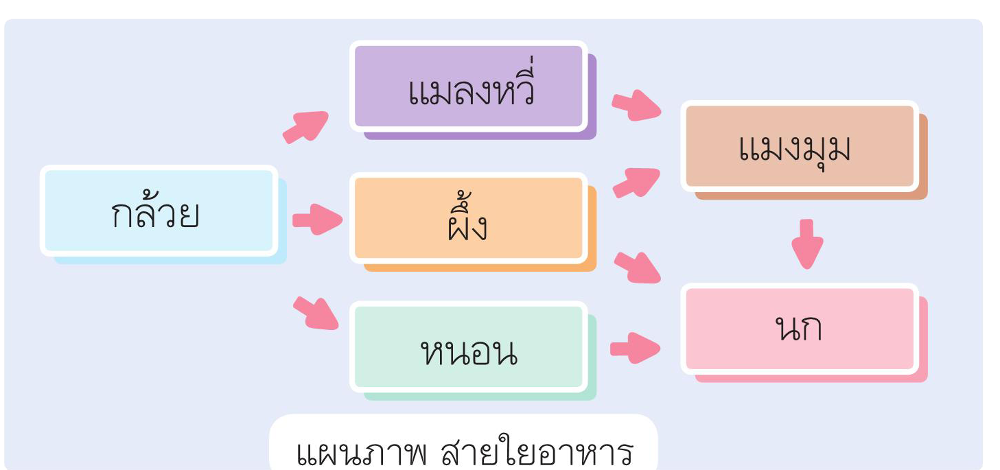 แมลงหวี่
แมงมุม
กล้วย
ผึ้ง
นก
หนอน
แผนภาพ สายใยอาหาร